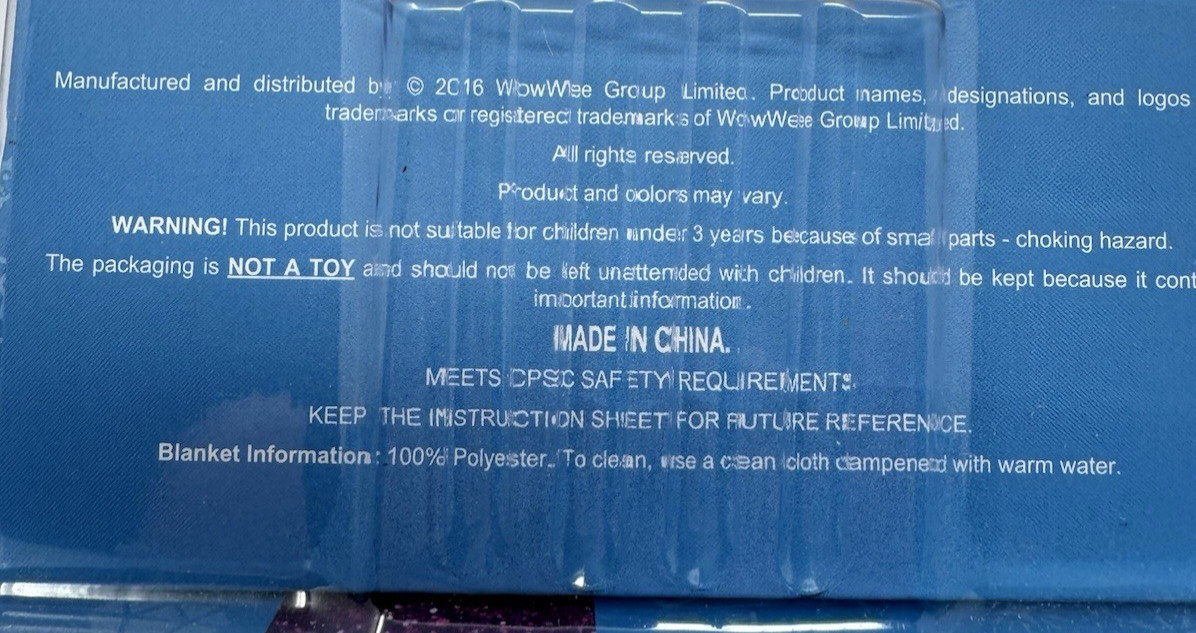 Manufactured and distributed by © 2016 WowWee Group Limited. Product names, designations, and logos
trademarks or registered trademarks of WowWee Group Limited.
All rights reserved.
Product and colors may vary.
WARNING! This product is not suitable for children under 3 years because of small parts - choking hazard.
The packaging is NOT A TOY and should not be left unattended with children. It should be kept because it cont
important information.
MADE IN CHINA.
MEETS CPSC SAFETY REQUIREMENTS.
KEEP THE INSTRUCTION SHEET FOR FUTURE REFERENCE.
Blanket Information: 100% Polyester. To clean, use a clean cloth dampened with warm water.